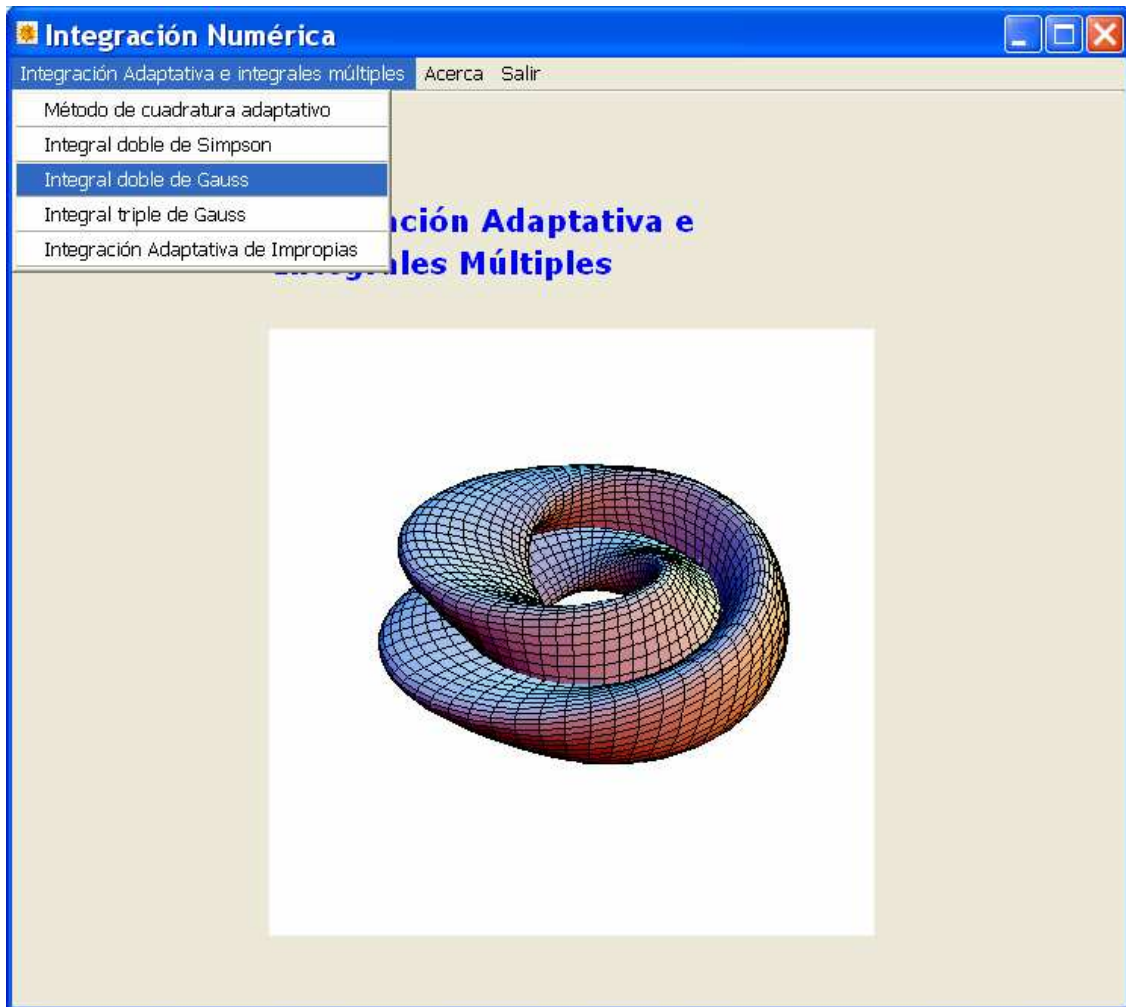 Integración Numérica
Integración Adaptativa e integrales múltiples Acerca Salir
Método de cuadratura adaptativo
Integral doble de Simpson
Integral doble de Gauss
Integral triple de Gauss
Integración Adaptativa de Impropias
ción Adaptativa e
les Múltiples